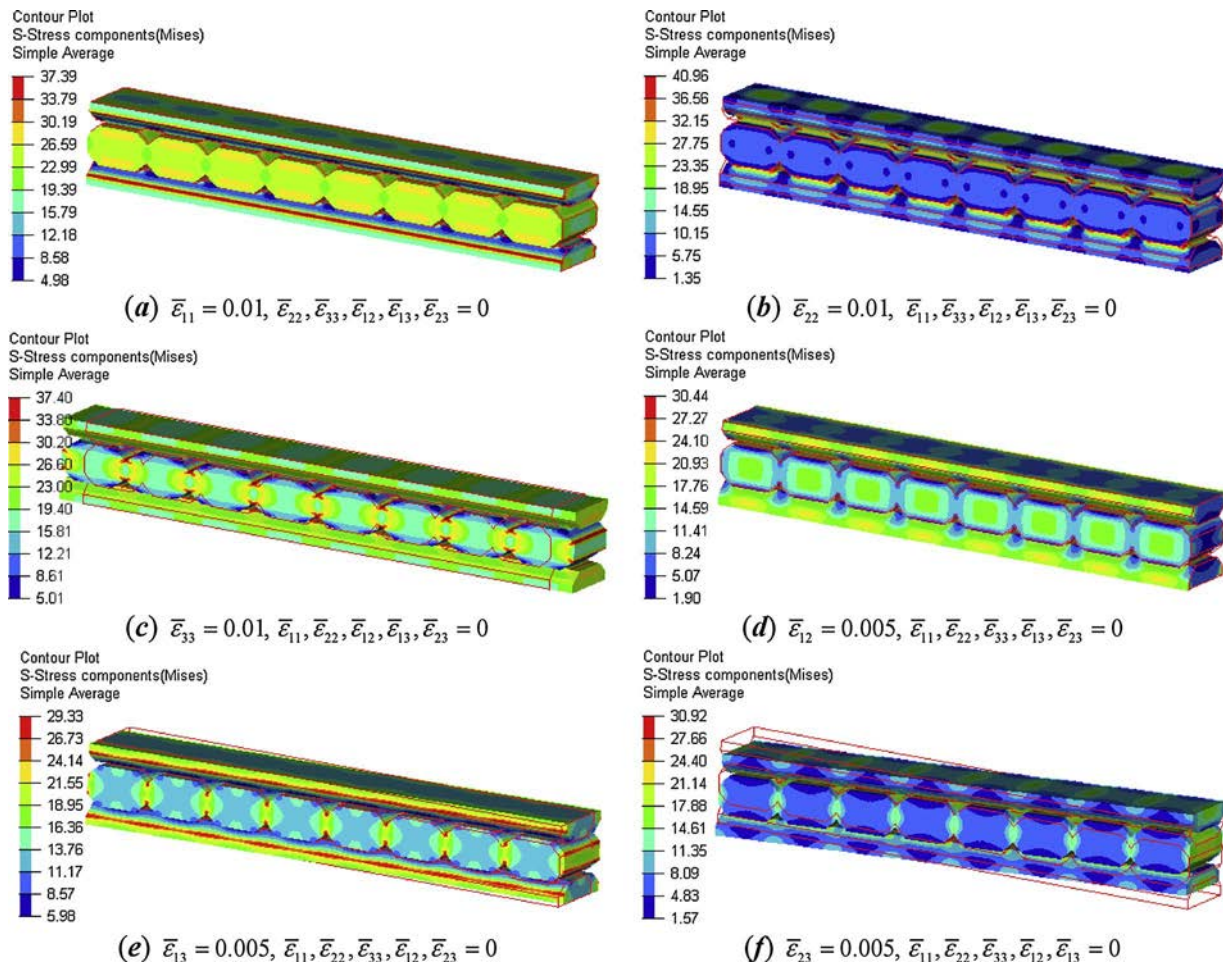 Contour Plot
S-Stress components(Mises)
Simple Average
37.39
33.79
30.19
26.59
22.99
19.39
15.79
12.18
8.58
4.98
(a) ε̅₁₁ = 0.01, ε̅₂₂, ε̅₃₃, ε̅₁₂, ε̅₁₃, ε̅₂₃ = 0
Contour Plot
S-Stress components(Mises)
Simple Average
40.96
36.56
32.15
27.75
23.35
18.95
14.55
10.15
5.75
1.35
(b) ε̅₂₂ = 0.01, ε̅₁₁, ε̅₃₃, ε̅₁₂, ε̅₁₃, ε̅₂₃ = 0
Contour Plot
S-Stress components(Mises)
Simple Average
37.40
33.80
30.20
26.60
23.00
19.40
15.81
12.21
8.61
5.01
(c) ε̅₃₃ = 0.01, ε̅₁₁, ε̅₂₂, ε̅₁₂, ε̅₁₃, ε̅₂₃ = 0
Contour Plot
S-Stress components(Mises)
Simple Average
30.44
27.27
24.10
20.93
17.76
14.59
11.41
8.24
5.07
1.90
(d) ε̅₁₂ = 0.005, ε̅₁₁, ε̅₂₂, ε̅₃₃, ε̅₁₃, ε̅₂₃ = 0
Contour Plot
S-Stress components(Mises)
Simple Average
29.33
26.73
24.14
21.55
18.95
16.36
13.76
11.17
8.57
5.98
(e) ε̅₁₃ = 0.005, ε̅₁₁, ε̅₂₂, ε̅₃₃, ε̅₁₂, ε̅₂₃ = 0
Contour Plot
S-Stress components(Mises)
Simple Average
30.92
27.66
24.40
21.14
17.88
14.61
11.35
8.09
4.83
1.57
(f) ε̅₂₃ = 0.005, ε̅₁₁, ε̅₂₂, ε̅₃₃, ε̅₁₂, ε̅₁₃ = 0